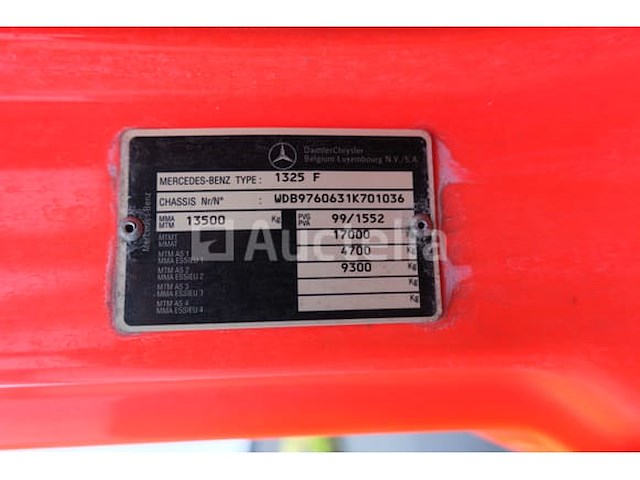 DaimlerChrysler
Belgium Luxembourg N.V./S.A.
MERCEDES-BENZ TYPE : 1325 F
CHASSIS Nr/N° : WDB9760631K701036
MMA MTM 13500 Kg PVG PVA 99/1552
MTMT MMAT 17000
MTM AS 1 MMA ESSIEU 1 4700 Kg
MTM AS 2 MMA ESSIEU 2 9300 Kg
MTM AS 3 MMA ESSIEU 3 Kg
MTM AS 4 MMA ESSIEU 4 Kg
Mercedes-Benz
Auctelia